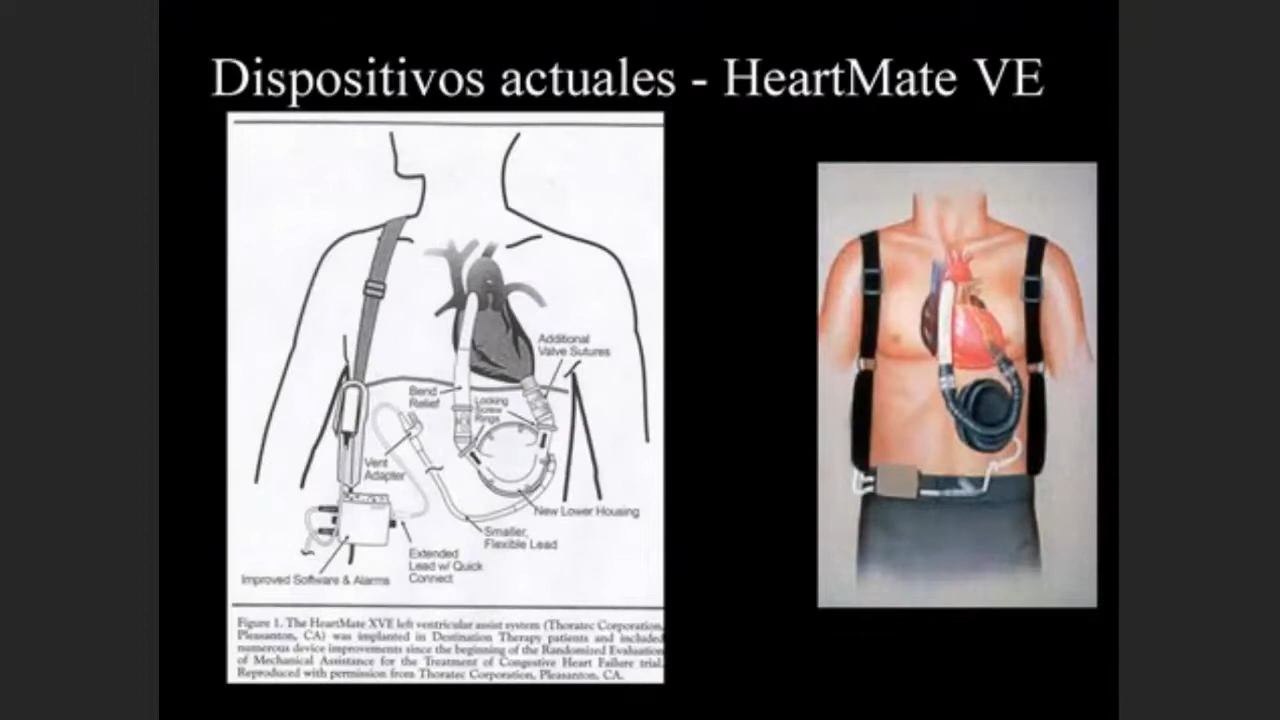 Dispositivos actuales - HeartMate VE
Additional
Valve Sutures
Bend
Relief
Locking
Screw
Rings
Vent
Adapter
New Lower Housing
Smaller,
Flexible Lead
Extended
Lead w/ Quick
Connect
Improved Software & Alarms
Figure 1. The HeartMate XVE left ventricular assist system (Thoratec Corporation,
Pleasanton, CA) was implanted in Destination Therapy patients and included
numerous device improvements since the beginning of the Randomized Evaluation
of Mechanical Assistance for the Treatment of Congestive Heart Failure trial.
Reproduced with permission from Thoratec Corporation, Pleasanton, CA.